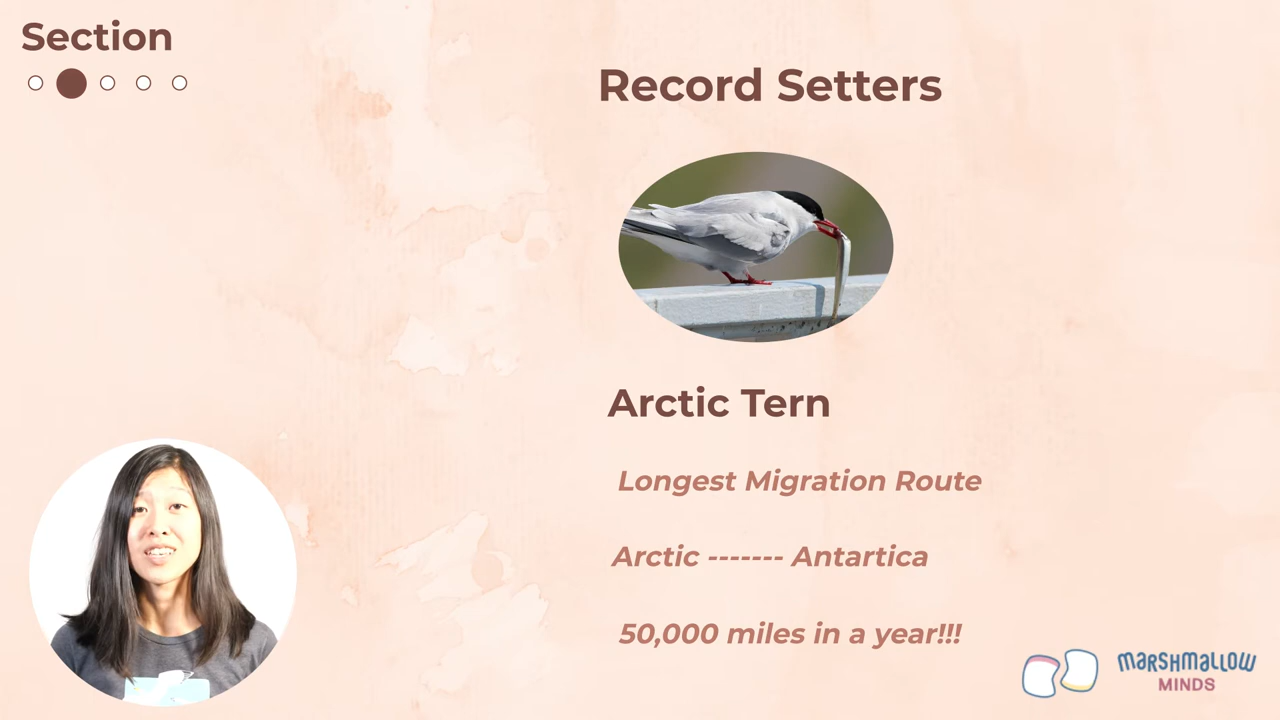 Section
Record Setters
Arctic Tern
Longest Migration Route
Arctic ------- Antartica
50,000 miles in a year!!!
MARSHMALLOW
MINDS